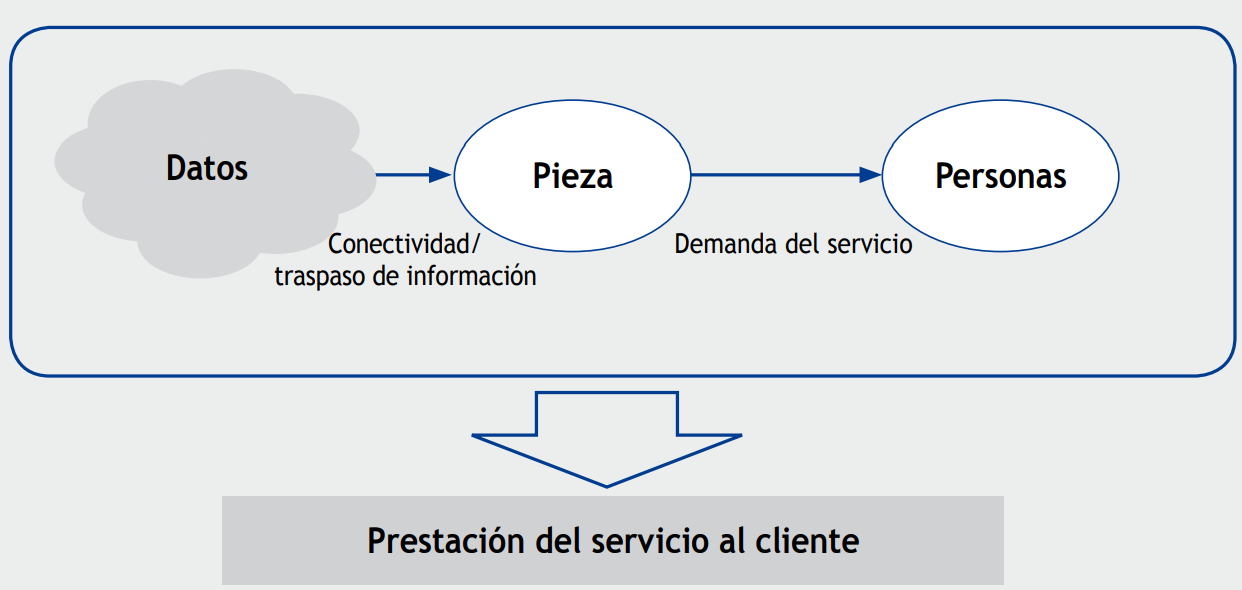 Datos
Pieza
Personas
Conectividad/
traspaso de información
Demanda del servicio
Prestación del servicio al cliente